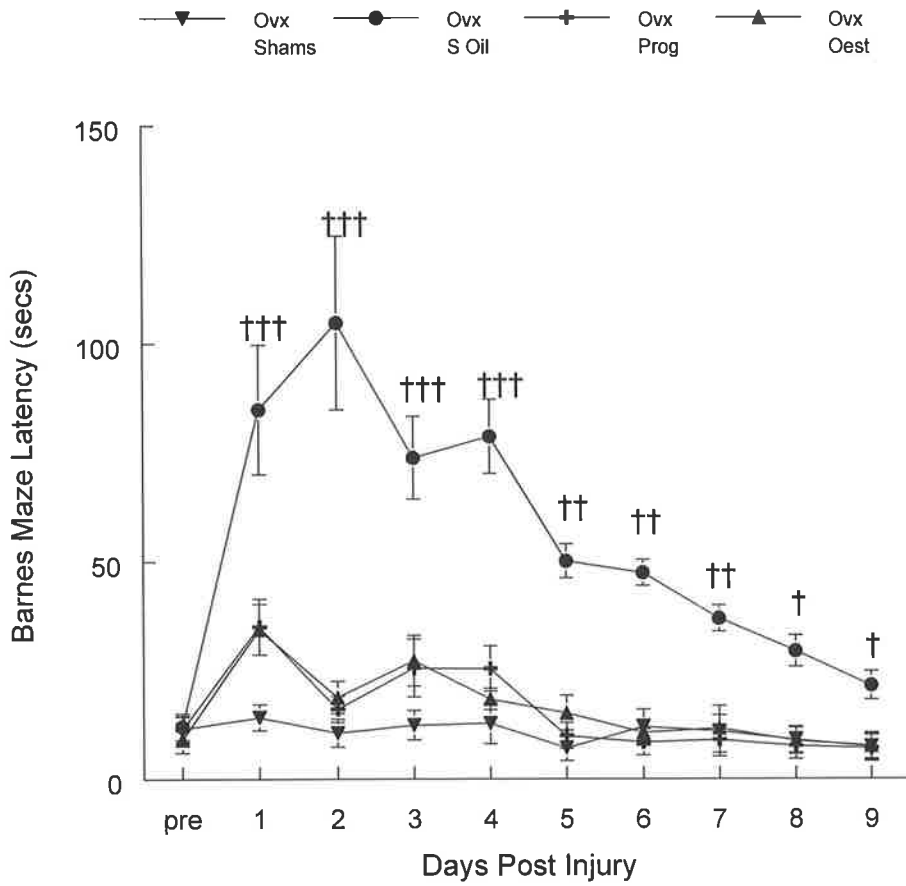 Ovx Ovx Ovx Ovx
Shams S Oil Prog Oest
150
†††
†††
100
†††
†††
††
50
††
††
†
†
0
pre 1 2 3 4 5 6 7 8 9
Days Post Injury
Barnes Maze Latency (secs)